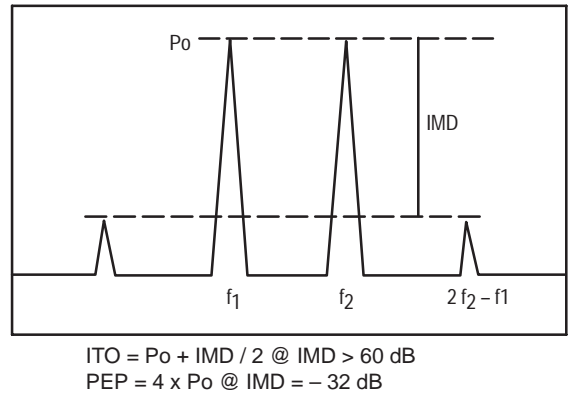 Po
IMD
f1 f2 2 f2 – f1
ITO = Po + IMD / 2 @ IMD > 60 dB
PEP = 4 x Po @ IMD = – 32 dB